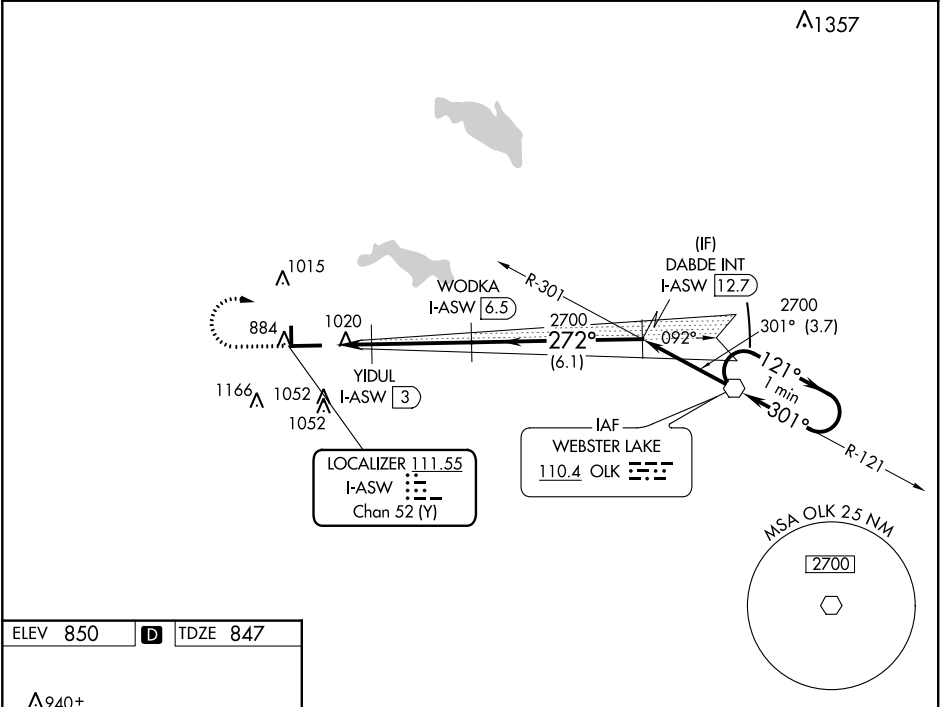 1357
(IF)
DABDE INT
I-ASW 12.7
1015
WODKA
I-ASW 6.5
R-301
2700
301° (3.7)
884
1020
2700
272°
(6.1)
092°
121°
1 min
301°
YIDUL
I-ASW 3
1166
1052
1052
IAF
WEBSTER LAKE
110.4 OLK
R-121
LOCALIZER 111.55
I-ASW
Chan 52 (Y)
MSA OLK 25 NM
2700
ELEV 850 D TDZE 847
940±